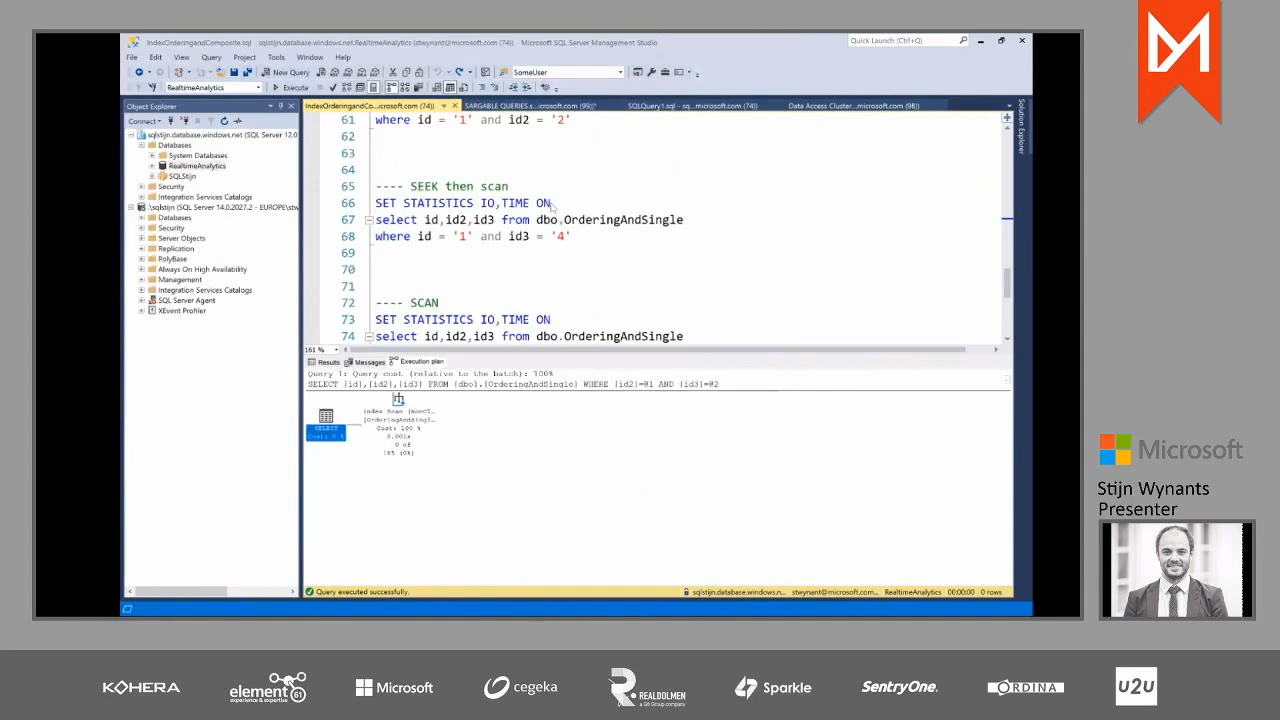 IndexOrderingandComposite.sql sqlstijn.database.windows.net.RealtimeAnalytics (stwynant@microsoft.com (74)) Microsoft SQL Server Management Studio
Quick Launch (Ctrl+Q)
File Edit View Query Project Tools Window Help
New Query
SomeUser
RealtimeAnalytics
Execute
Object Explorer
IndexOrderingandCo...icrosoft.com (74))
SARGABLE QUERIES.s...icrosoft.com (99))*
SQLQuery1.sql - sq...microsoft.com (74))
Data Access Cluster...microsoft.com (98))
Solution Explorer
Connect
sqlstijn.database.windows.net (SQL Server 12.0
Databases
System Databases
RealtimeAnalytics
SQLStijn
Security
Integration Services Catalogs
.\sqlstijn (SQL Server 14.0.2027.2 - EUROPE\stw
Databases
Security
Server Objects
Replication
PolyBase
Always On High Availability
Management
Integration Services Catalogs
SQL Server Agent
XEvent Profiler
61 where id = '1' and id2 = '2'
62
63
64
65 ---- SEEK then scan
66 SET STATISTICS IO,TIME ON
67 select id,id2,id3 from dbo.OrderingAndSingle
68 where id = '1' and id3 = '4'
69
70
71
72 ---- SCAN
73 SET STATISTICS IO,TIME ON
74 select id,id2,id3 from dbo.OrderingAndSingle
161 %
Results Messages Execution plan
Query 1: Query cost (relative to the batch): 100%
SELECT [id],[id2],[id3] FROM [dbo].[OrderingAndSingle] WHERE [id2]=@1 AND [id3]=@2
SELECT
Cost: 0 %
Index Scan (NonCl...
[OrderingAndSingl...
Cost: 100 %
0.001s
0 of
165 (0%)
Query executed successfully.
sqlstijn.database.windows.n...
stwynant@microsoft.com...
RealtimeAnalytics
00:00:00
0 rows
Microsoft
Stijn Wynants
Presenter
KOHERA
element 61
experience & expertise
Microsoft
cegeka
REALDOLMEN
A Gfi Group company
Sparkle
SentryOne.
ORDINA
U2U